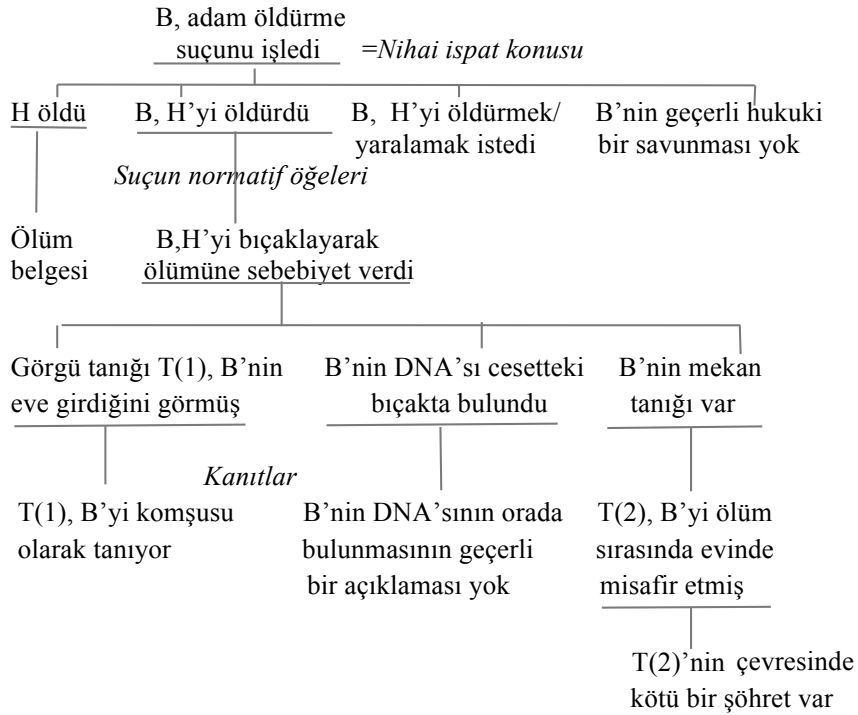 B, adam öldürme
suçunu işledi =Nihai ispat konusu
H öldü
B, H’yi öldürdü
B, H’yi öldürmek/
yaralamak istedi
B’nin geçerli hukuki
bir savunması yok
Suçun normatif öğeleri
Ölüm
belgesi
B,H’yi bıçaklayarak
ölümüne sebebiyet verdi
Görgü tanığı T(1), B’nin
eve girdiğini görmüş
B’nin DNA’sı cesetteki
bıçakta bulundu
B’nin mekan
tanığı var
Kanıtlar
T(1), B’yi komşusu
olarak tanıyor
B’nin DNA’sının orada
bulunmasının geçerli
bir açıklaması yok
T(2), B’yi ölüm
sırasında evinde
misafir etmiş
T(2)’nin çevresinde
kötü bir şöhret var